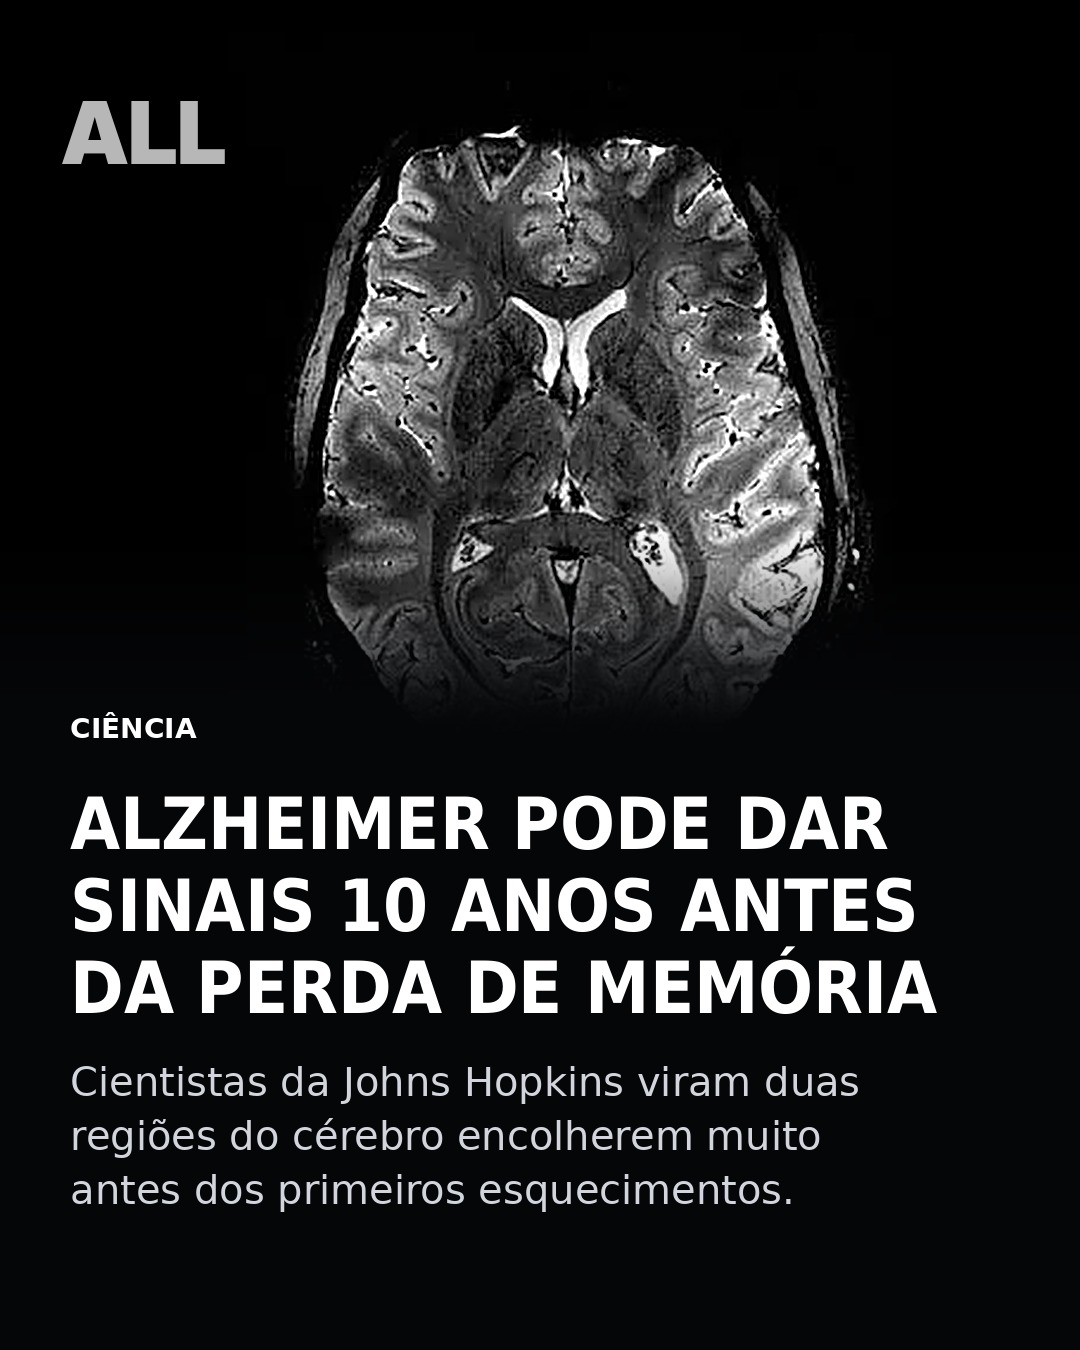 ALL
CIÊNCIA
ALZHEIMER PODE DAR
SINAIS 10 ANOS ANTES
DA PERDA DE MEMÓRIA
Cientistas da Johns Hopkins viram duas
regiões do cérebro encolherem muito
antes dos primeiros esquecimentos.